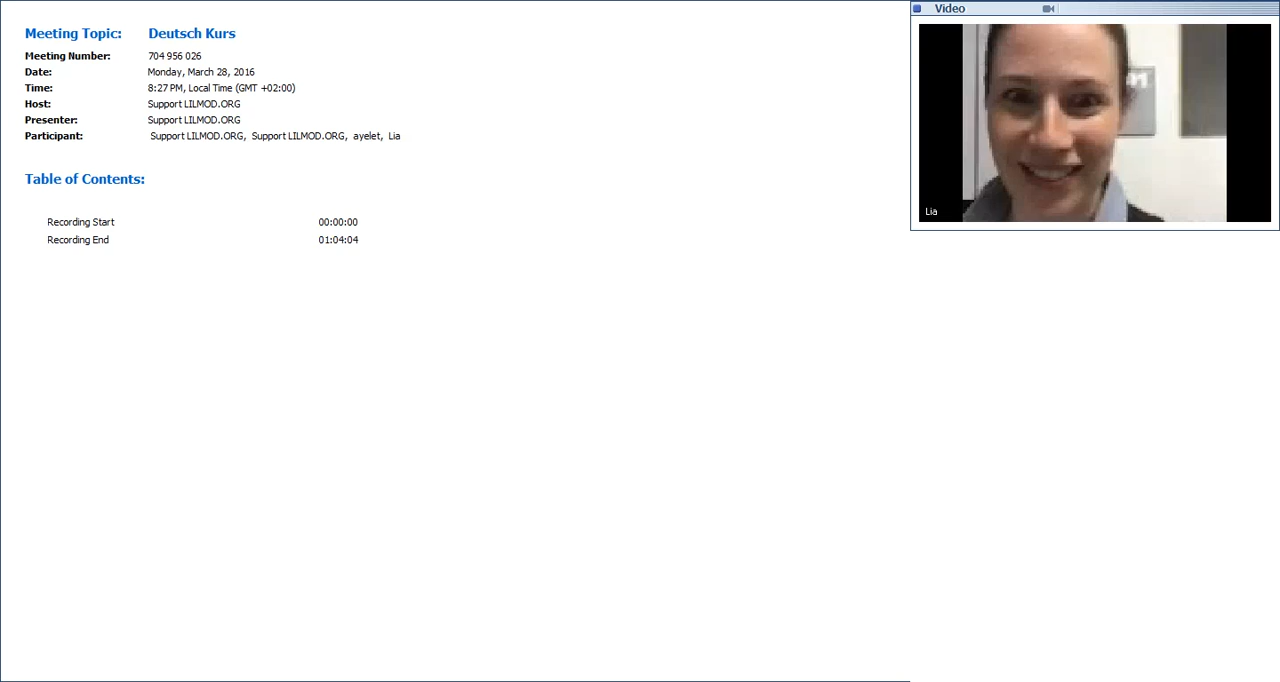 Meeting Topic: Deutsch Kurs
Meeting Number: 704 956 026
Date: Monday, March 28, 2016
Time: 8:27 PM, Local Time (GMT +02:00)
Host: Support LILMOD.ORG
Presenter: Support LILMOD.ORG
Participant: Support LILMOD.ORG, Support LILMOD.ORG, ayelet, Lia
Table of Contents:
Recording Start 00:00:00
Recording End 01:04:04
Video
Lia